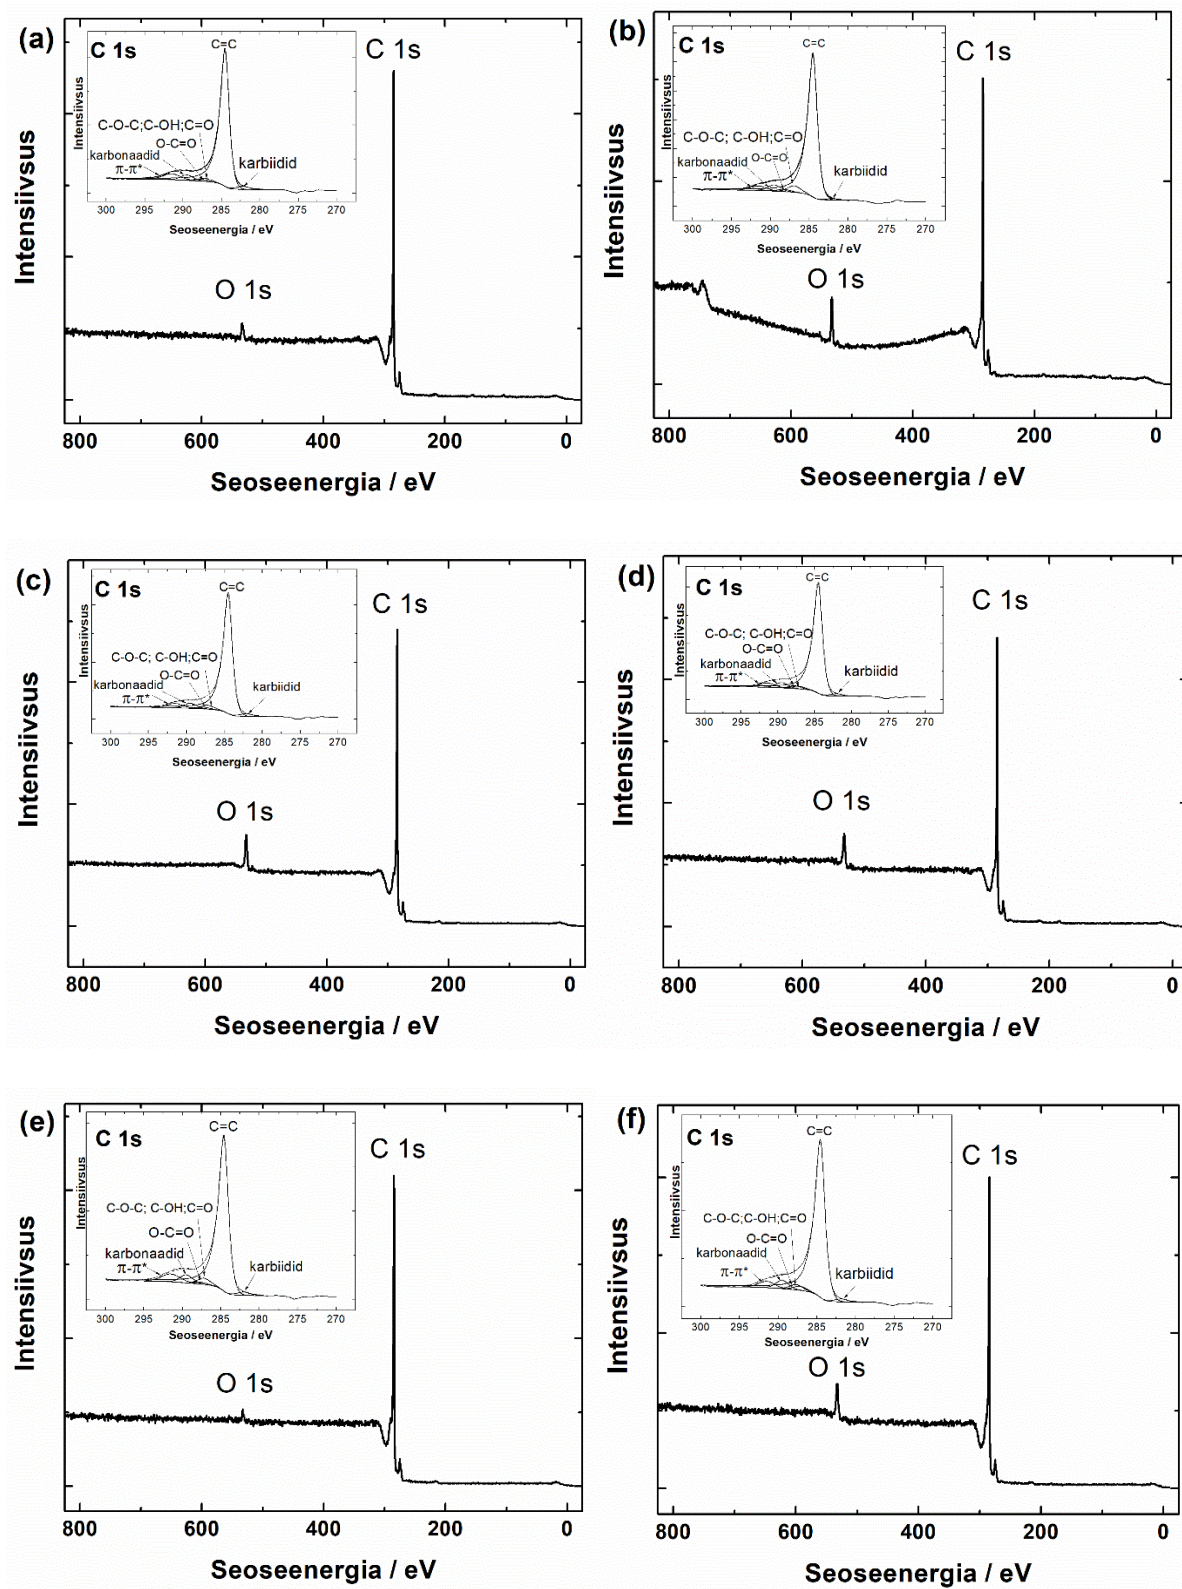 (a)
C 1s
C=C
C 1s
Intensiivsus
C-O-C;C-OH;C=O
O-C=O
karbonaadid
π-π*
karbiidid
300 295 290 285 280 275 270
Seoseenergia / eV
Intensiivsus
O 1s
800 600 400 200 0
Seoseenergia / eV
(b)
C 1s
C=C
C 1s
Intensiivsus
C-O-C; C-OH;C=O
O-C=O
karbonaadid
π-π*
karbiidid
300 295 290 285 280 275 270
Seoseenergia / eV
Intensiivsus
O 1s
800 600 400 200 0
Seoseenergia / eV
(c)
C 1s
C=C
C 1s
Intensiivsus
C-O-C; C-OH;C=O
O-C=O
karbonaadid
π-π*
karbiidid
300 295 290 285 280 275 270
Seoseenergia / eV
Intensiivsus
O 1s
800 600 400 200 0
Seoseenergia / eV
(d)
C 1s
C=C
C 1s
Intensiivsus
C-O-C; C-OH;C=O
O-C=O
karbonaadid
π-π*
karbiidid
300 295 290 285 280 275 270
Seoseenergia / eV
Intensiivsus
O 1s
800 600 400 200 0
Seoseenergia / eV
(e)
C 1s
C=C
C 1s
Intensiivsus
C-O-C; C-OH;C=O
O-C=O
karbonaadid
π-π*
karbiidid
300 295 290 285 280 275 270
Seoseenergia / eV
Intensiivsus
O 1s
800 600 400 200 0
Seoseenergia / eV
(f)
C 1s
C=C
C 1s
Intensiivsus
C-O-C;C-OH;C=O
O-C=O
karbonaadid
π-π*
karbiidid
300 295 290 285 280 275 270
Seoseenergia / eV
Intensiivsus
O 1s
800 600 400 200 0
Seoseenergia / eV